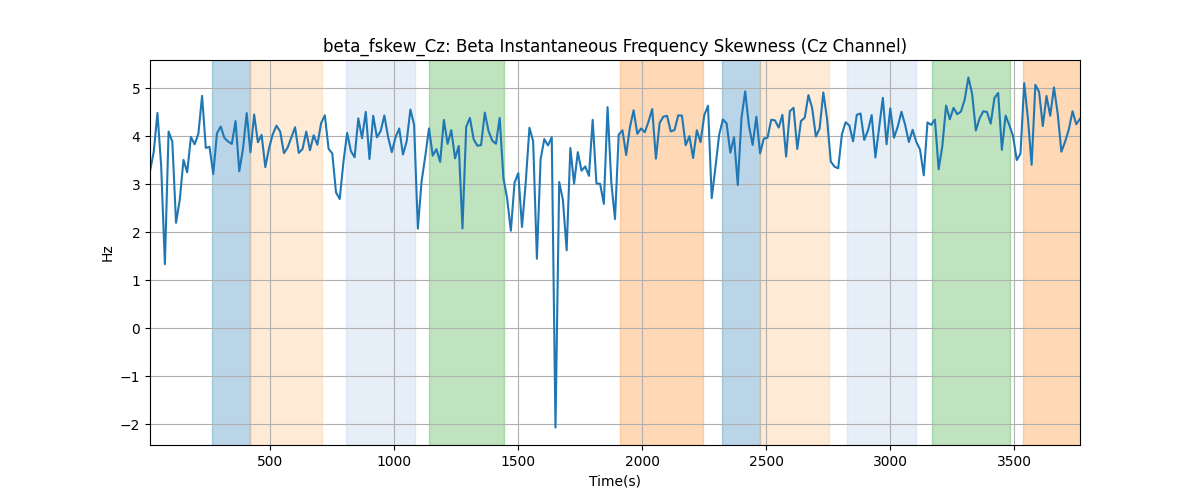 beta_fskew_Cz: Beta Instantaneous Frequency Skewness (Cz Channel)
5
4
3
2
1
0
−1
−2
Hz
500 1000 1500 2000 2500 3000 3500
Time(s)